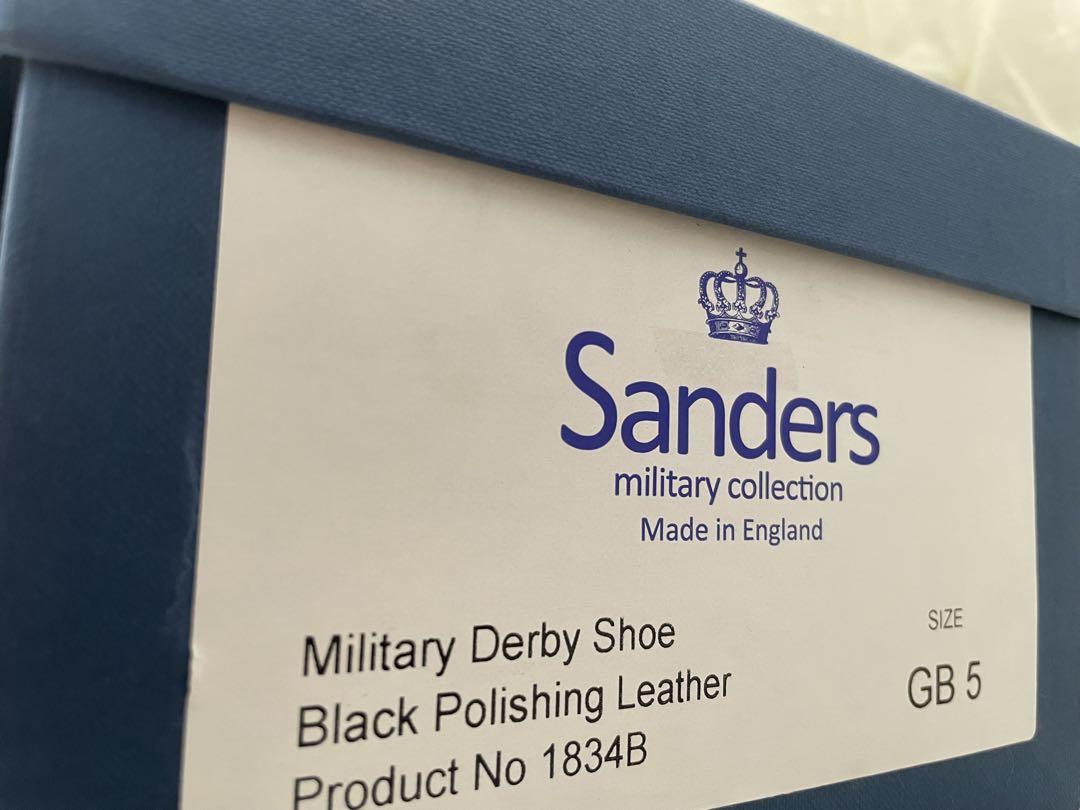 Sanders
military collection
Made in England
Military Derby Shoe
Black Polishing Leather
Product No 1834B
SIZE
GB 5